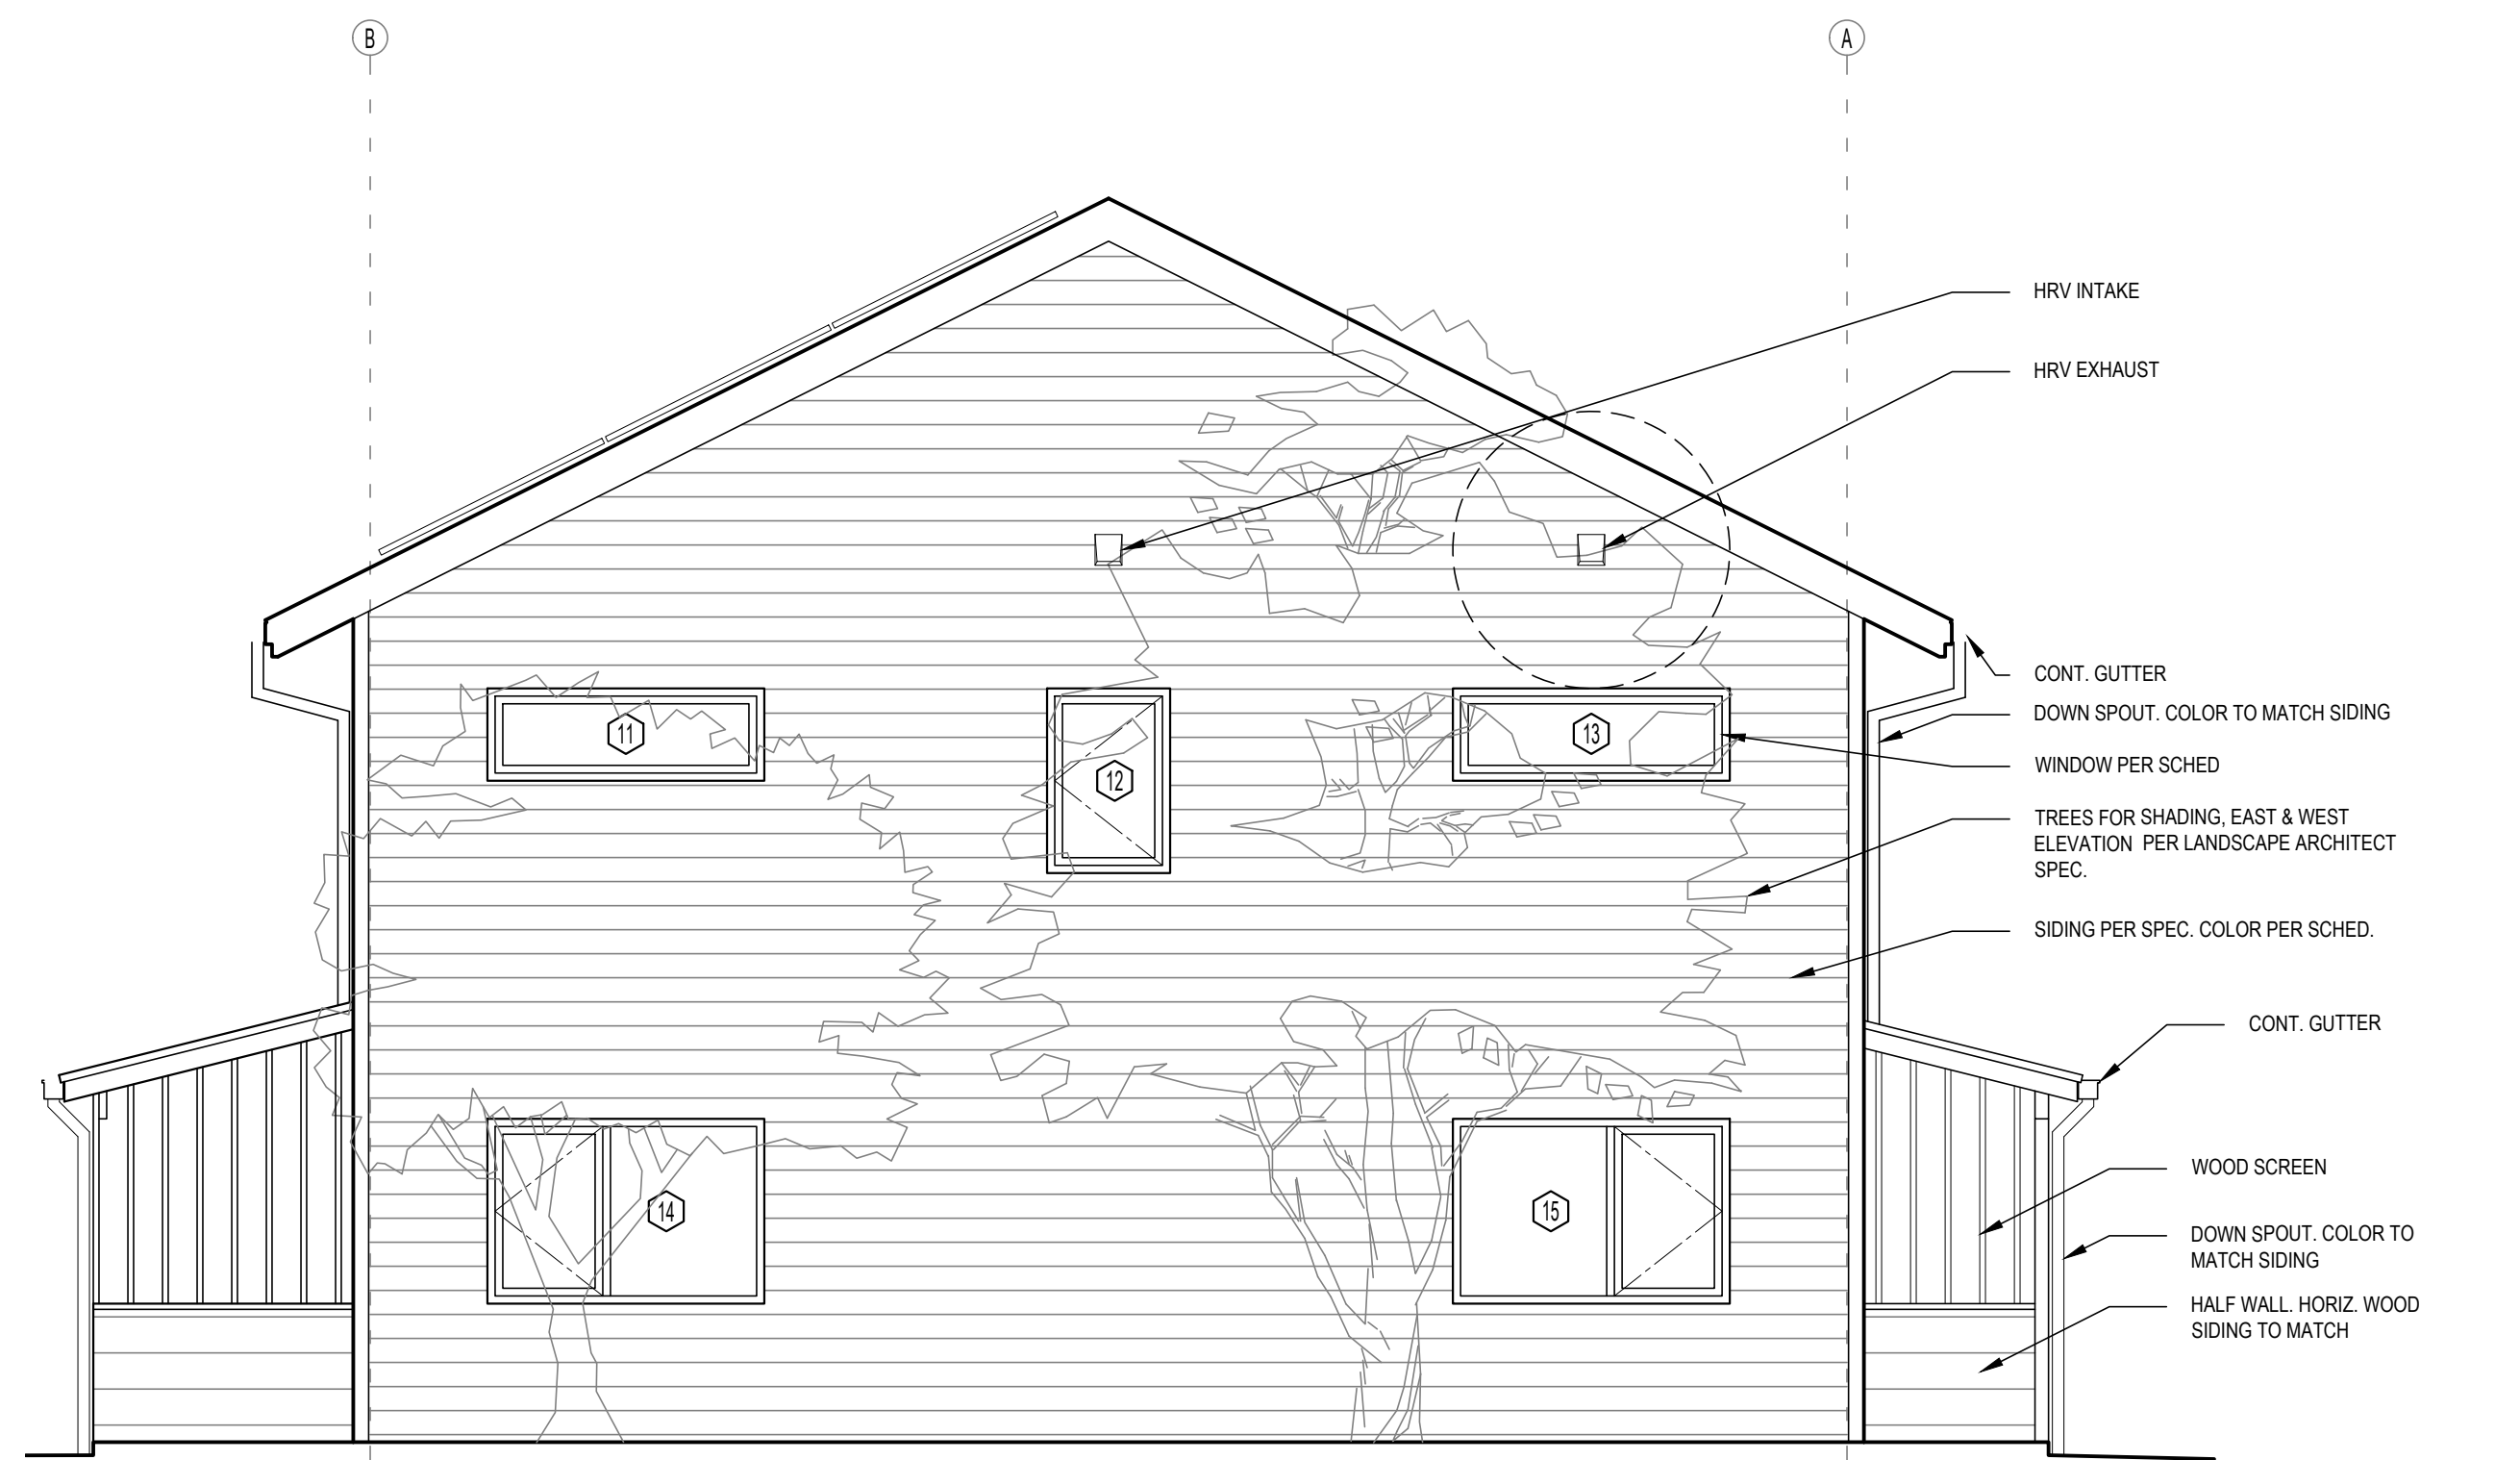 B
A
HRV INTAKE
HRV EXHAUST
CONT. GUTTER
DOWN SPOUT. COLOR TO MATCH SIDING
11
13
WINDOW PER SCHED
12
TREES FOR SHADING, EAST & WEST
ELEVATION PER LANDSCAPE ARCHITECT
SPEC.
SIDING PER SPEC. COLOR PER SCHED.
CONT. GUTTER
WOOD SCREEN
14
15
DOWN SPOUT. COLOR TO
MATCH SIDING
HALF WALL. HORIZ. WOOD
SIDING TO MATCH